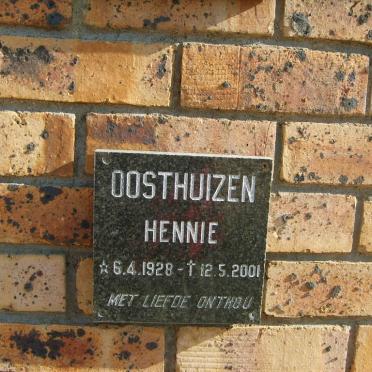 OOSTHUIZEN
HENNIE
☆ 6.4.1928 - † 12.5.2001
MET LIEFDE ONTHOU